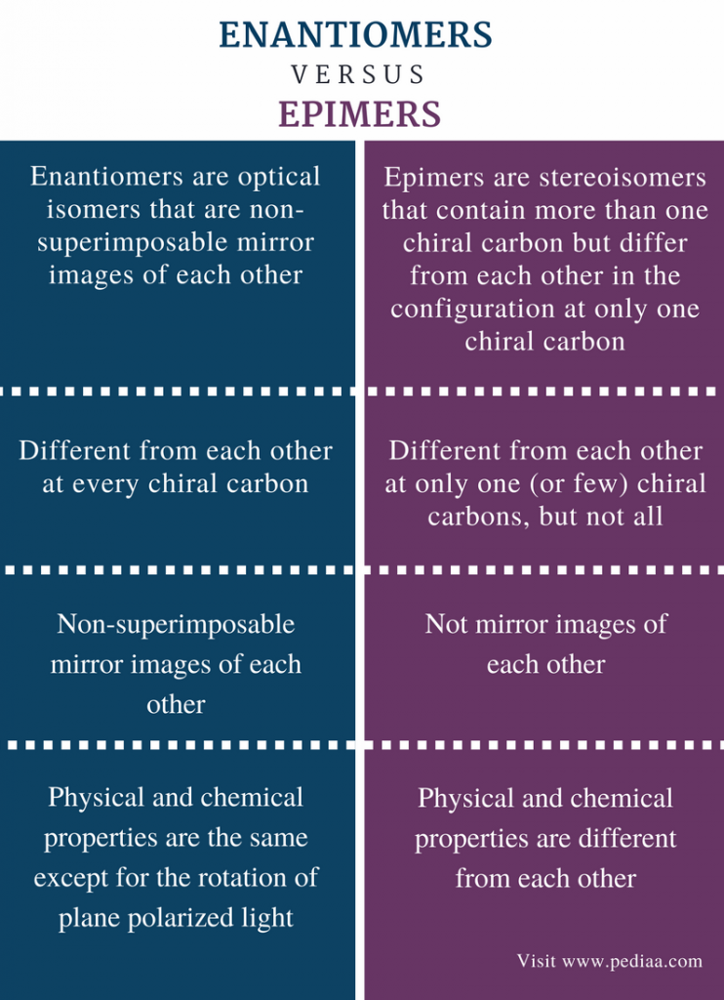 ENANTIOMERS
VERSUS
EPIMERS
Enantiomers are optical
isomers that are non-
superimposable mirror
images of each other
Epimers are stereoisomers
that contain more than one
chiral carbon but differ
from each other in the
configuration at only one
chiral carbon
Different from each other
at every chiral carbon
Different from each other
at only one (or few) chiral
carbons, but not all
Non-superimposable
mirror images of each
other
Not mirror images of
each other
Physical and chemical
properties are the same
except for the rotation of
plane polarized light
Physical and chemical
properties are different
from each other
Visit www.pediaa.com